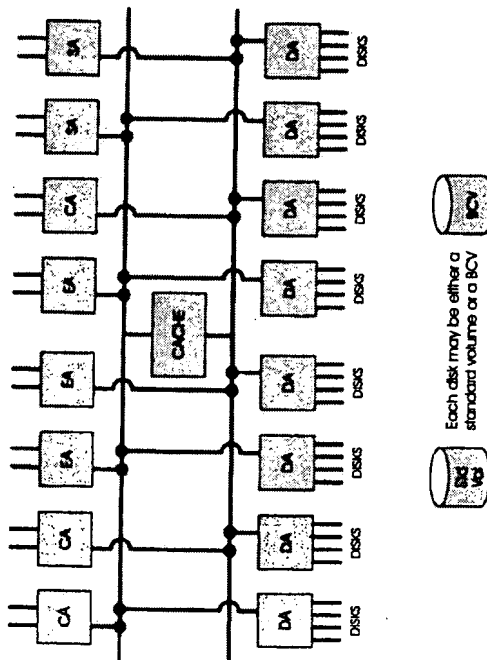 CA CA EA EA EA CA SA SA
CACHE
DA DA DA DA DA DA DA DA
DISKS DISKS DISKS DISKS DISKS DISKS DISKS DISKS
Std
Vol
Each disk may be either a
standard volume or a BCV
BCV